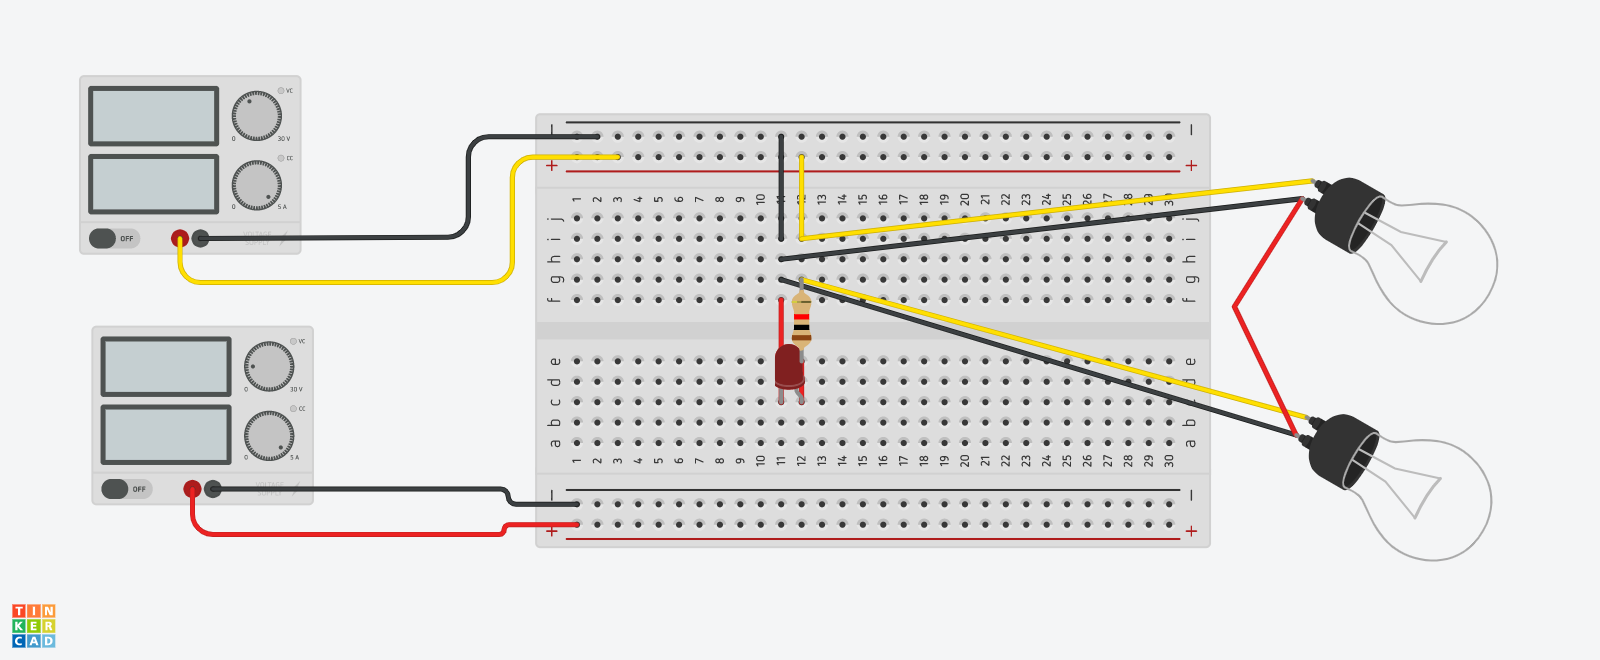 VC
0 30 V
CC
0 5 A
OFF VOLTAGE SUPPLY
VC
0 30 V
CC
0 5 A
OFF VOLTAGE SUPPLY
− −
+ +
1 2 3 4 5 6 7 8 9 10 11 12 13 14 15 16 17 18 19 20 21 22 23 24 25 26 27 28 29 30
j j
i i
h h
g g
f f
e e
d d
c c
b b
a a
1 2 3 4 5 6 7 8 9 10 11 12 13 14 15 16 17 18 19 20 21 22 23 24 25 26 27 28 29 30
− −
+ +
TIN
KER
CAD